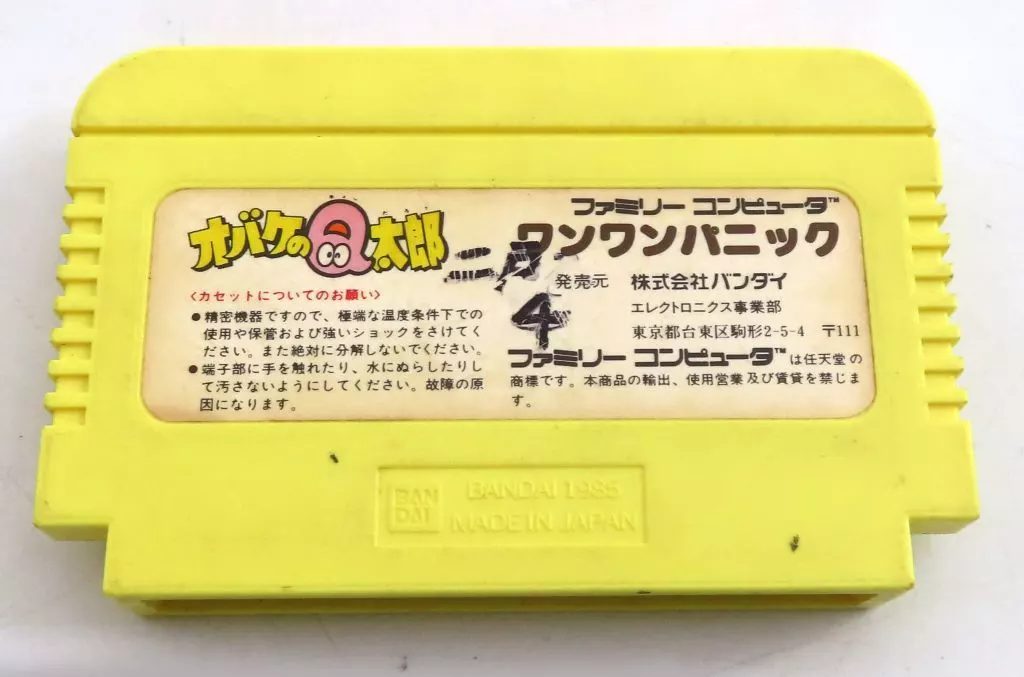 オバケのQ太郎
<カセットについてのお願い>
●精密機器ですので、極端な温度条件下での
使用や保管および強いショックをさけてく
ださい。また絶対に分解しないでください。
●端子部に手を触れたり、水にぬらしたりし
て汚さないようにしてください。故障の原
因になります。
ファミリー コンピュータ™
ワンワンパニック
発売元 株式会社バンダイ
エレクトロニクス事業部
東京都台東区駒形2-5-4 〒111
4
ファミリー コンピュータ™は任天堂の
商標です。本商品の輸出、使用営業及び賃貸を禁じま
す。
BAN
DAI
BANDAI 1985
MADE IN JAPAN